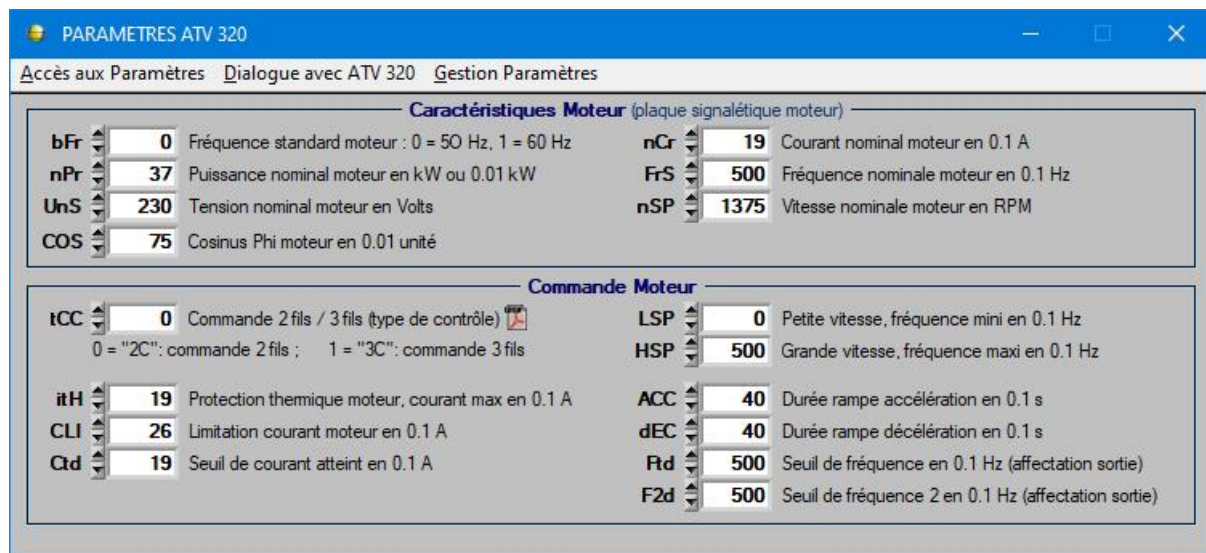 PARAMETRES ATV 320
Accès aux Paramètres Dialogue avec ATV 320 Gestion Paramètres
Caractéristiques Moteur (plaque signalétique moteur)
bFr 0 Fréquence standard moteur : 0 = 5O Hz, 1 = 60 Hz
nPr 37 Puissance nominal moteur en kW ou 0.01 kW
UnS 230 Tension nominal moteur en Volts
COS 75 Cosinus Phi moteur en 0.01 unité
nCr 19 Courant nominal moteur en 0.1 A
FrS 500 Fréquence nominale moteur en 0.1 Hz
nSP 1375 Vitesse nominale moteur en RPM
Commande Moteur
tCC 0 Commande 2 fils / 3 fils (type de contrôle)
0 = "2C": commande 2 fils ; 1 = "3C": commande 3 fils
itH 19 Protection thermique moteur, courant max en 0.1 A
CLI 26 Limitation courant moteur en 0.1 A
Ctd 19 Seuil de courant atteint en 0.1 A
LSP 0 Petite vitesse, fréquence mini en 0.1 Hz
HSP 500 Grande vitesse, fréquence maxi en 0.1 Hz
ACC 40 Durée rampe accélération en 0.1 s
dEC 40 Durée rampe décélération en 0.1 s
Ftd 500 Seuil de fréquence en 0.1 Hz (affectation sortie)
F2d 500 Seuil de fréquence 2 en 0.1 Hz (affectation sortie)